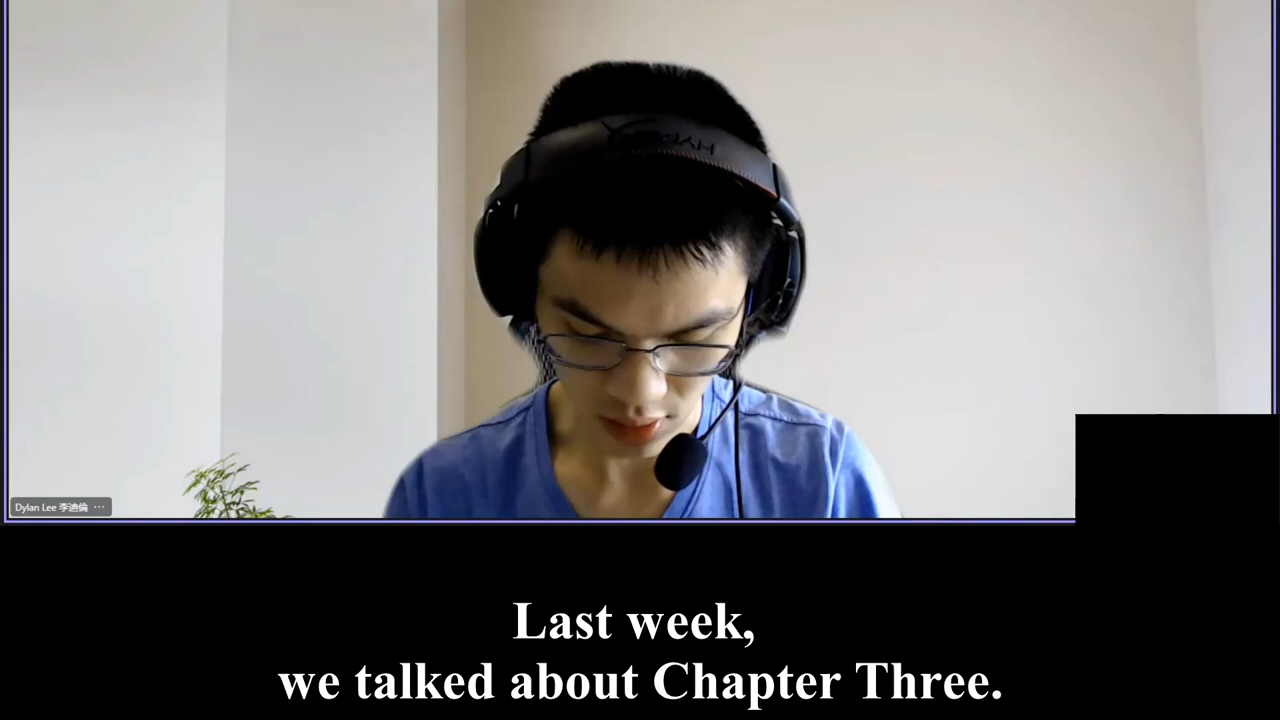 Dylan Lee 李迪倫 ...
Last week,
we talked about Chapter Three.